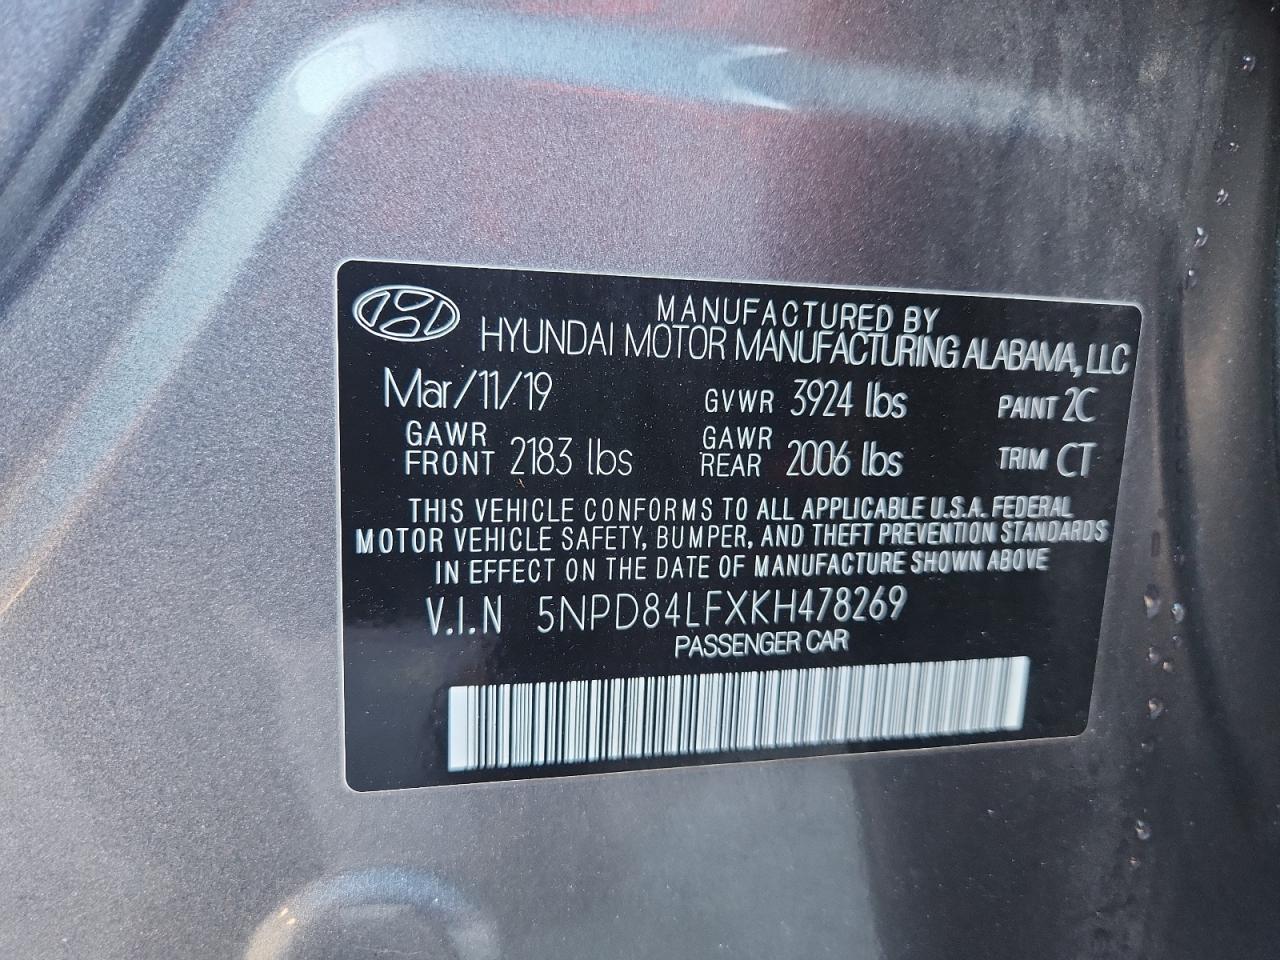 MANUFACTURED BY
HYUNDAI MOTOR MANUFACTURING ALABAMA, LLC
Mar/11/19 GVWR 3924 lbs PAINT 2C
GAWR FRONT 2183 lbs GAWR REAR 2006 lbs TRIM CT
THIS VEHICLE CONFORMS TO ALL APPLICABLE U.S.A. FEDERAL
MOTOR VEHICLE SAFETY, BUMPER, AND THEFT PREVENTION STANDARDS
IN EFFECT ON THE DATE OF MANUFACTURE SHOWN ABOVE
V.I.N 5NPD84LFXKH478269
PASSENGER CAR